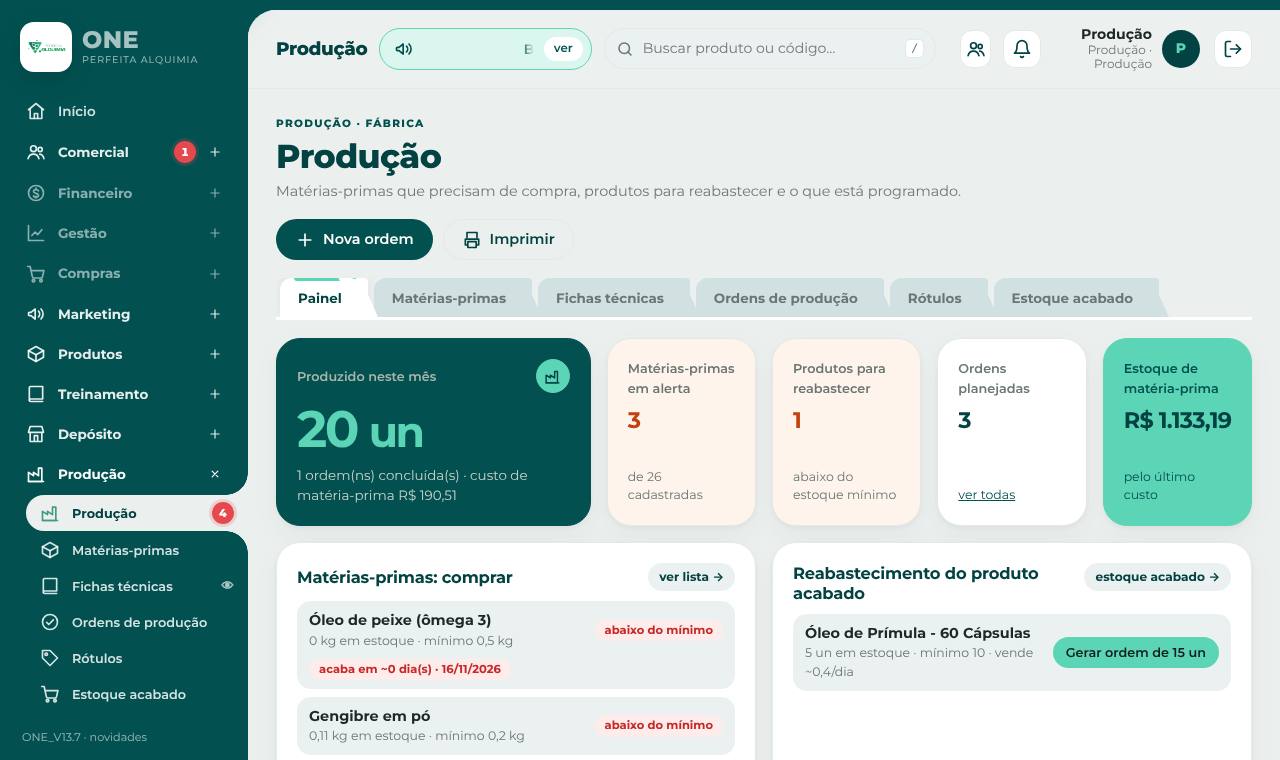 ONE
PERFEITA ALQUIMIA
Início
Comercial 1 +
Financeiro +
Gestão +
Compras +
Marketing +
Produtos +
Treinamento +
Depósito +
Produção ×
Produção 4
Matérias-primas
Fichas técnicas
Ordens de produção
Rótulos
Estoque acabado
ONE_V13.7 · novidades
Produção
ver
Buscar produto ou código... /
Produção
Produção ·
Produção
P
PRODUÇÃO · FÁBRICA
Produção
Matérias-primas que precisam de compra, produtos para reabastecer e o que está programado.
+ Nova ordem
Imprimir
Painel
Matérias-primas
Fichas técnicas
Ordens de produção
Rótulos
Estoque acabado
Produzido neste mês
20 un
1 ordem(ns) concluída(s) · custo de
matéria-prima R$ 190,51
Matérias-primas
em alerta
3
de 26
cadastradas
Produtos para
reabastecer
1
abaixo do
estoque mínimo
Ordens
planejadas
3
ver todas
Estoque de
matéria-prima
R$ 1.133,19
pelo último
custo
Matérias-primas: comprar
ver lista →
Óleo de peixe (ômega 3)
0 kg em estoque · mínimo 0,5 kg
abaixo do mínimo
acaba em ~0 dia(s) · 16/11/2026
Gengibre em pó
0,11 kg em estoque · mínimo 0,2 kg
abaixo do mínimo
Reabastecimento do produto
acabado
estoque acabado →
Óleo de Prímula - 60 Cápsulas
5 un em estoque · mínimo 10 · vende
~0,4/dia
Gerar ordem de 15 un